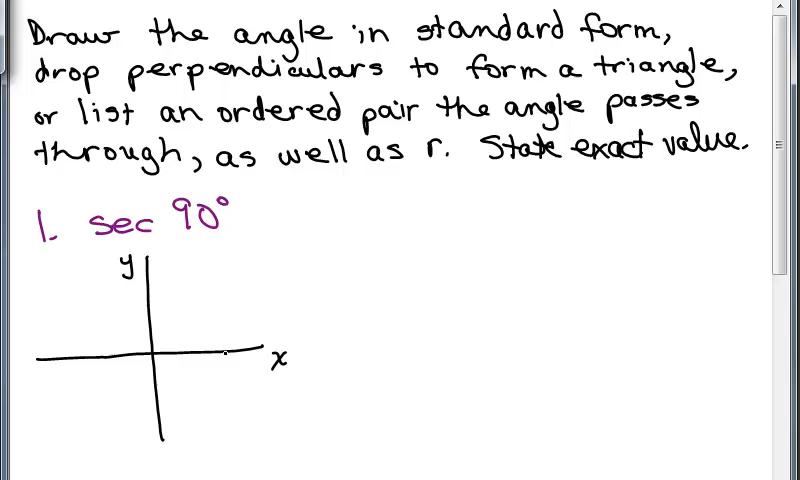 Draw the angle in standard form,
drop perpendiculars to form a triangle,
or list an ordered pair the angle passes
through, as well as r. State exact value.
1. sec 90°
y
x